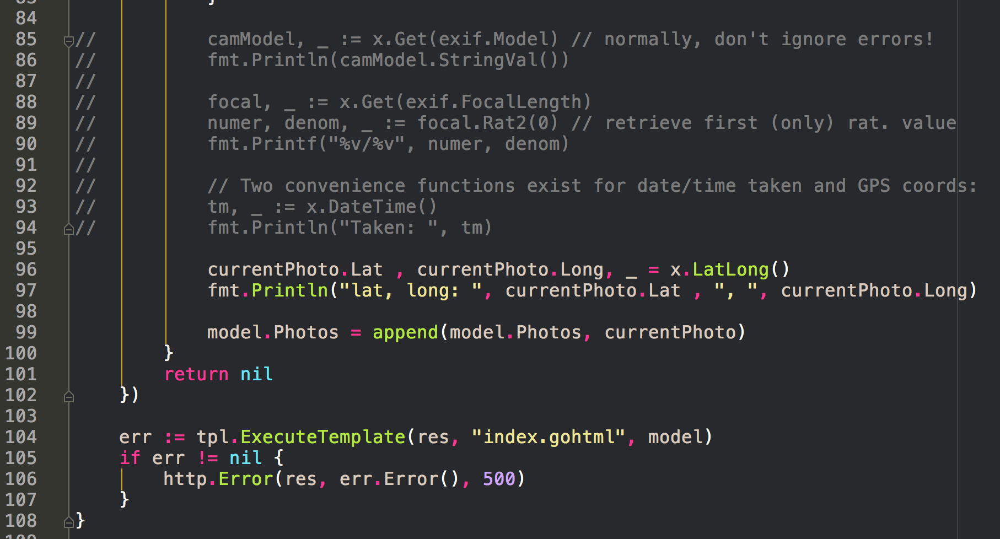 83 }
84
85 // camModel, _ := x.Get(exif.Model) // normally, don't ignore errors!
86 // fmt.Println(camModel.StringVal())
87 //
88 // focal, _ := x.Get(exif.FocalLength)
89 // numer, denom, _ := focal.Rat2(0) // retrieve first (only) rat. value
90 // fmt.Printf("%v/%v", numer, denom)
91 //
92 // // Two convenience functions exist for date/time taken and GPS coords:
93 // tm, _ := x.DateTime()
94 // fmt.Println("Taken: ", tm)
95
96 currentPhoto.Lat , currentPhoto.Long, _ = x.LatLong()
97 fmt.Println("lat, long: ", currentPhoto.Lat , ", ", currentPhoto.Long)
98
99 model.Photos = append(model.Photos, currentPhoto)
100 }
101 return nil
102 })
103
104 err := tpl.ExecuteTemplate(res, "index.gohtml", model)
105 if err != nil {
106 http.Error(res, err.Error(), 500)
107 }
108 }
109